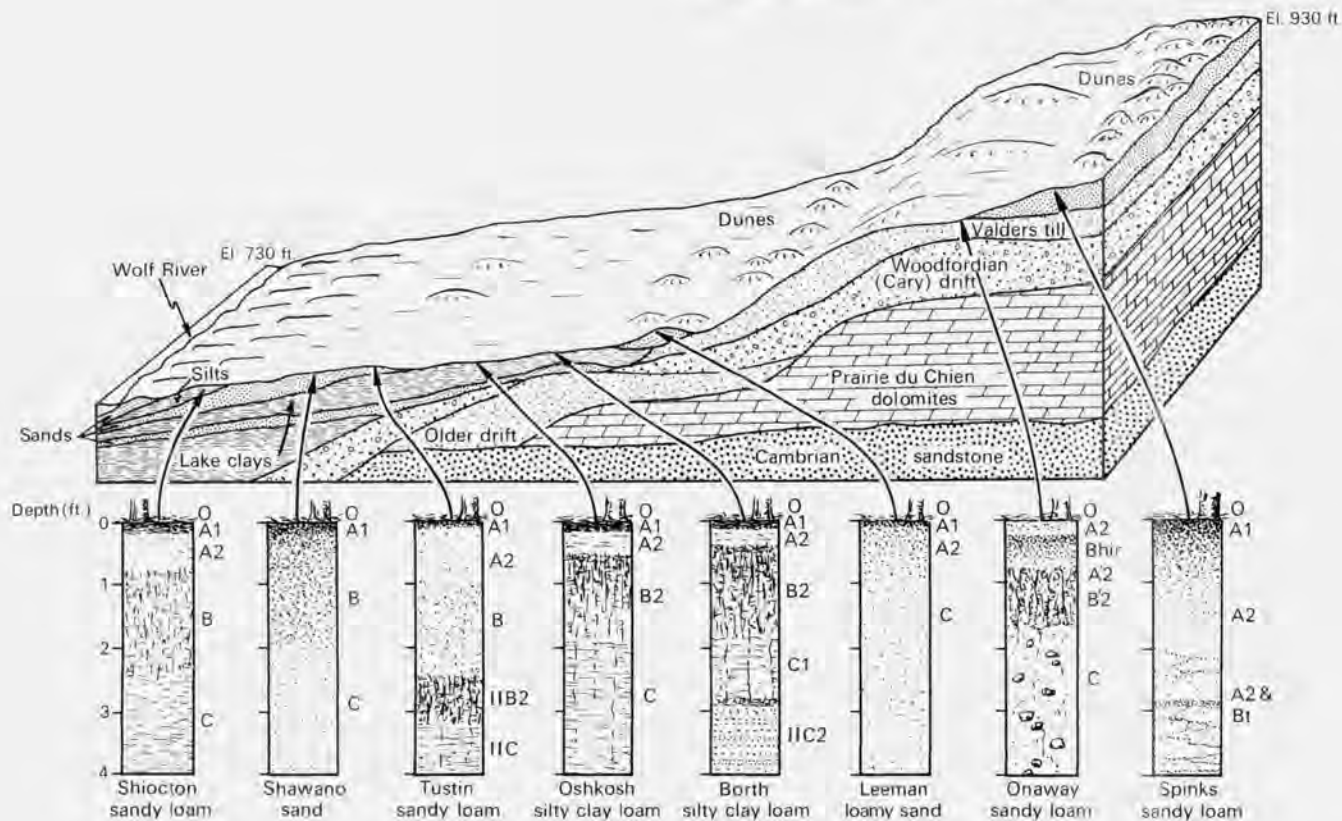 El. 930 ft.
Dunes
Dunes
Valders till
El 730 ft.
Woodfordian
(Cary) drift
Wolf River
Silts
Prairie du Chien
dolomites
Sands
Older drift
Lake clays
Cambrian sandstone
Depth (ft.)
0
1
2
3
4
O
A1
A2
B
C
Shiocton
sandy loam
O
A1
B
C
Shawano
sand
O
A1
A2
B
IIB2
IIC
Tustin
sandy loam
O
A1
A2
B2
C
Oshkosh
silty clay loam
O
A1
A2
B2
C1
IIC2
Borth
silty clay loam
O
A1
A2
C
Leeman
loamy sand
O
A2
Bhir
A2
B'2
C
Onaway
sandy loam
O
A1
A2
A2 &
Bt
Spinks
sandy loam